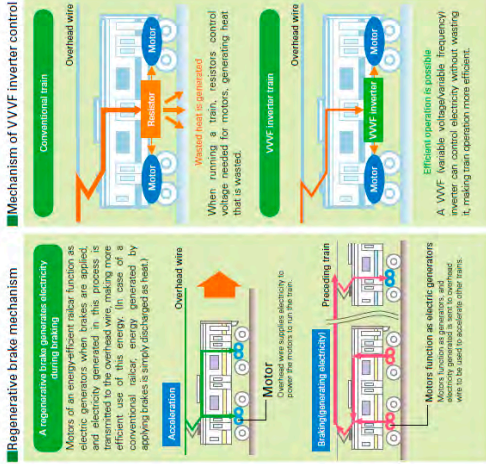 ■Regenerative brake mechanism
A regenerative brake generates electricity
during braking
Motors of an energy-efficient railcar function as
electric generators when brakes are applied,
and electricity generated in this process is
transmitted to the overhead wire, making more
efficient use of this energy. (In case of a
conventional railcar, energy generated by
applying brakes is simply discharged as heat.)
Acceleration
Overhead wire
Motor
Overhead wire supplies electricity to
power the motors to run the train.
Braking(generating electricity)
Preceding train
Motors function as electric generators
Motors function as generators, and
electricity generated is sent to overhead
wire to be used to accelerate other trains.
■Mechanism of VVVF inverter control
Conventional train
Overhead wire
Motor
Resistor
Motor
Wasted heat is generated
When running a train, resistors control
voltage needed for motors, generating heat
that is wasted.
VVVF inverter train
Overhead wire
Motor
VVVF inverter
Motor
Efficient operation is possible
A VVVF (variable voltage/variable frequency)
inverter can control electricity without wasting
it, making train operation more efficient.